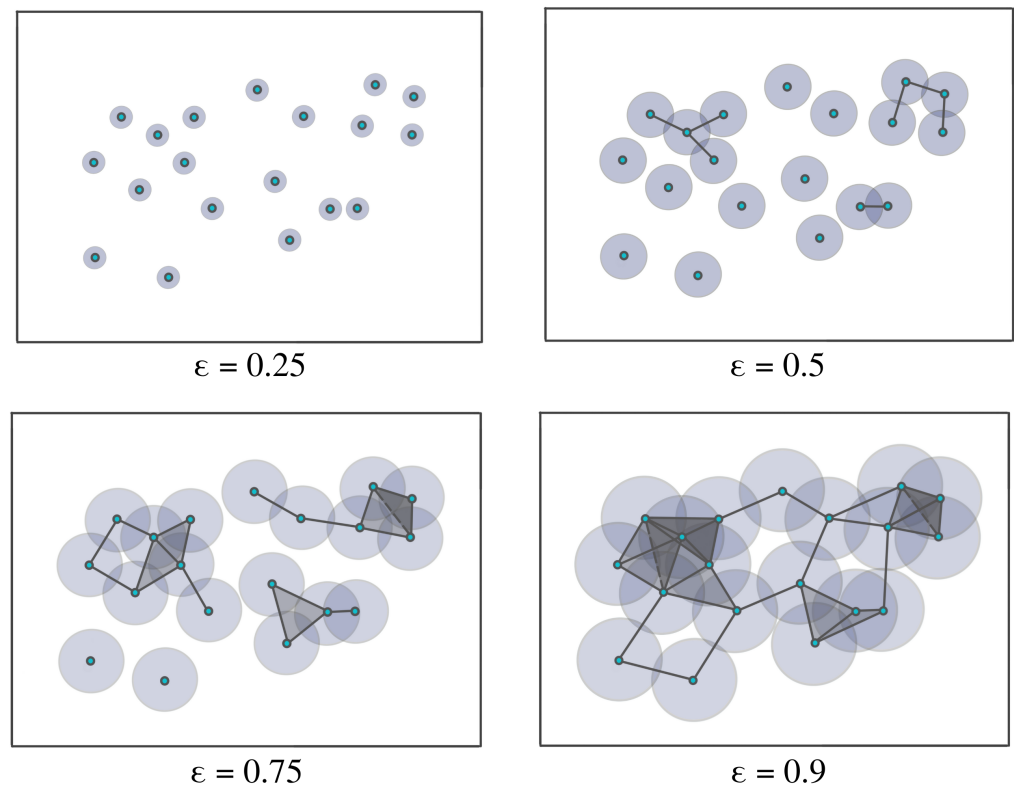 ε = 0.25
ε = 0.5
ε = 0.75
ε = 0.9